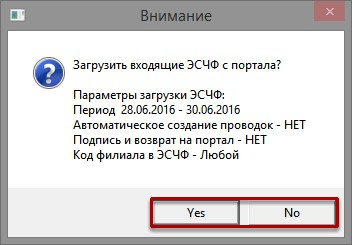 Внимание
Загрузить входящие ЭСЧФ с портала?
Параметры загрузки ЭСЧФ:
Период 28.06.2016 - 30.06.2016
Автоматическое создание проводок - НЕТ
Подпись и возврат на портал - НЕТ
Код филиала в ЭСЧФ - Любой
Yes No